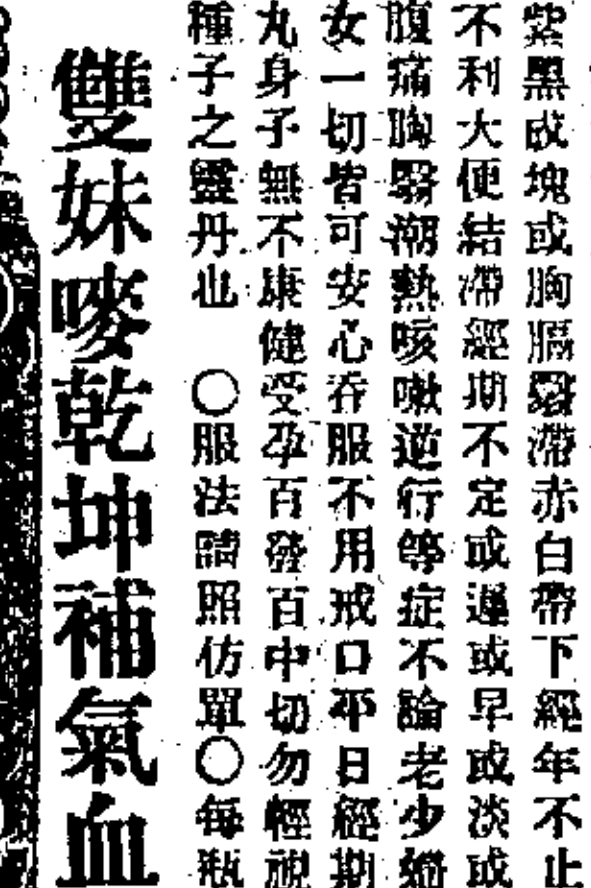 紫黑成塊或胸膈翳滯赤白帶下經年不止
不利大便結滯經期不定或遲或早或淡或
腹痛胸翳潮熱咳嗽逆行等症不論老少婦
女一切皆可安心吞服不用戒口平日經期
丸身子無不康健受孕百發百中切勿輕視
種子之靈丹也　〇服法請照仿單〇每瓶
雙妹嘜乾坤補氣血